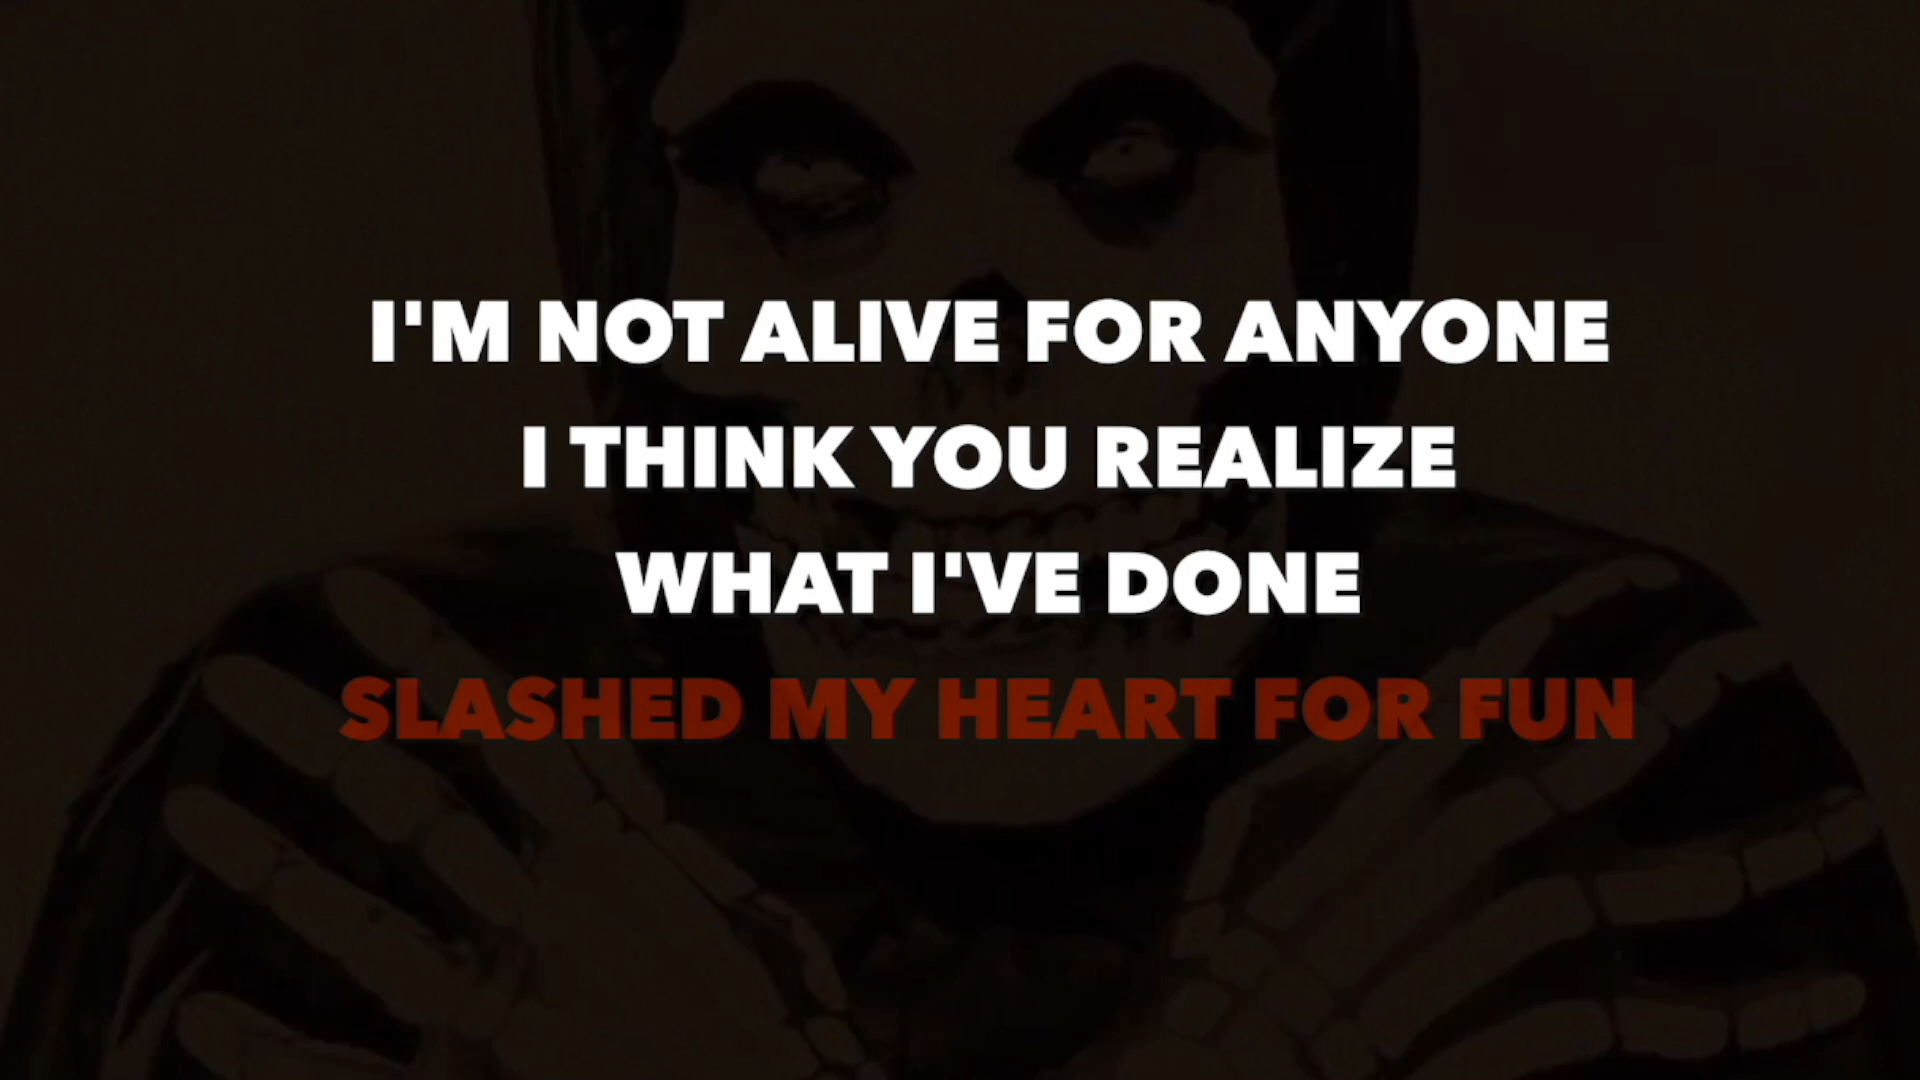 I'M NOT ALIVE FOR ANYONE
I THINK YOU REALIZE
WHAT I'VE DONE
SLASHED MY HEART FOR FUN